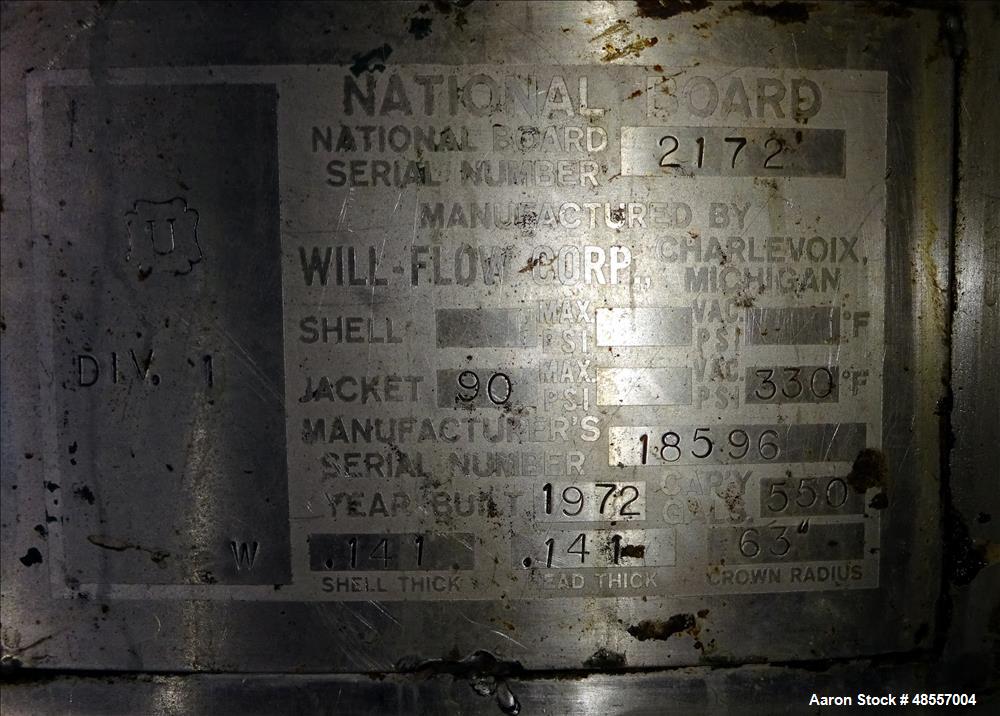 NATIONAL BOARD
NATIONAL BOARD SERIAL NUMBER 2172
MANUFACTURED BY
WILL-FLOW CORP., CHARLEVOIX, MICHIGAN
U
DIV. 1
W
SHELL MAX. PSI VAC. PSI °F
JACKET 90 MAX. PSI VAC. PSI 330 °F
MANUFACTURER'S SERIAL NUMBER 18596
YEAR BUILT 1972 CAP'Y GALS. 550
.141 .141 63"
SHELL THICK HEAD THICK CROWN RADIUS
Aaron Stock # 48557004